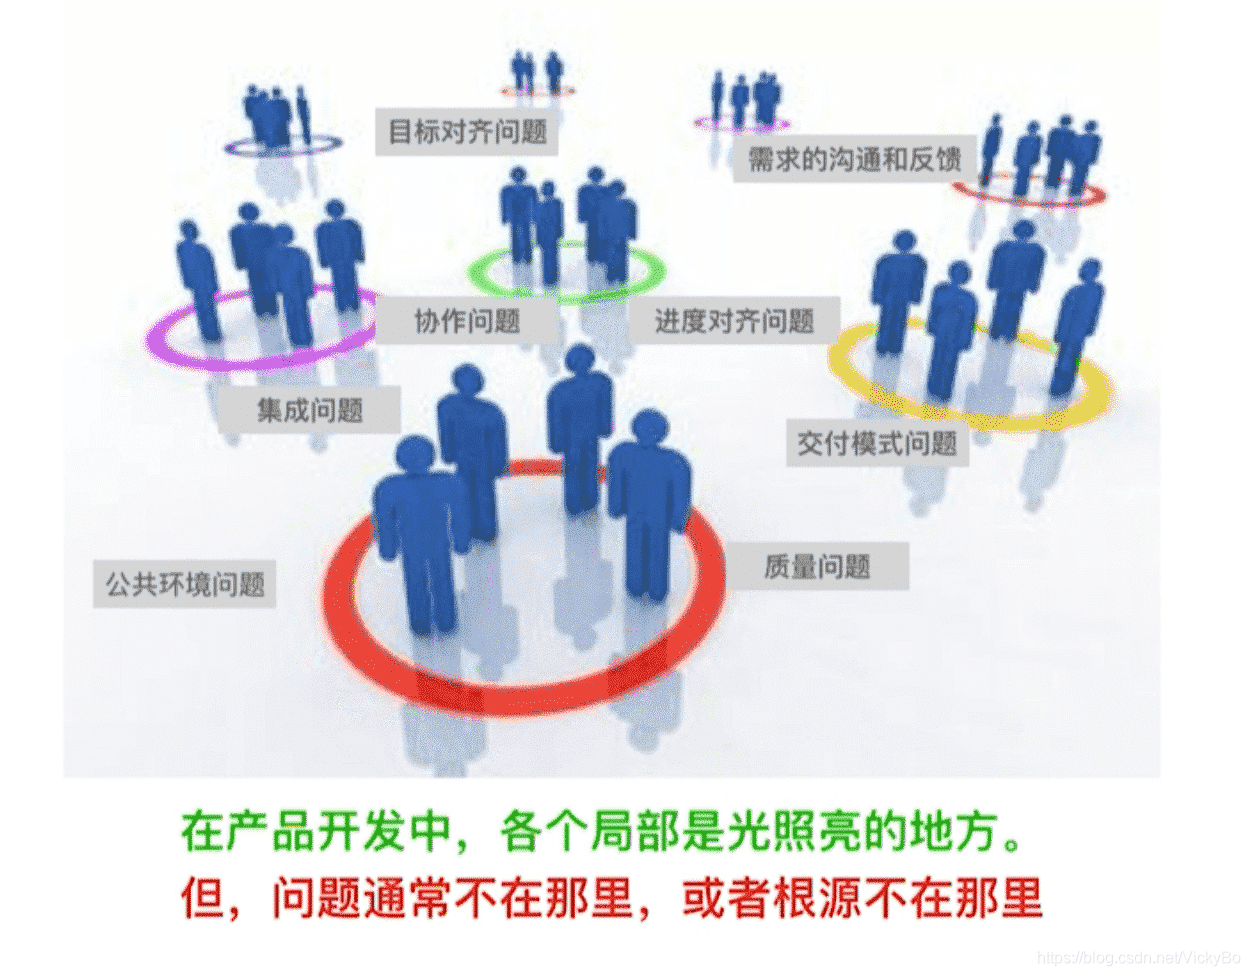 目标对齐问题
需求的沟通和反馈
协作问题
进度对齐问题
集成问题
交付模式问题
公共环境问题
质量问题
在产品开发中，各个局部是光照亮的地方。
但，问题通常不在那里，或者根源不在那里
https://blog.csdn.net/VickyBo